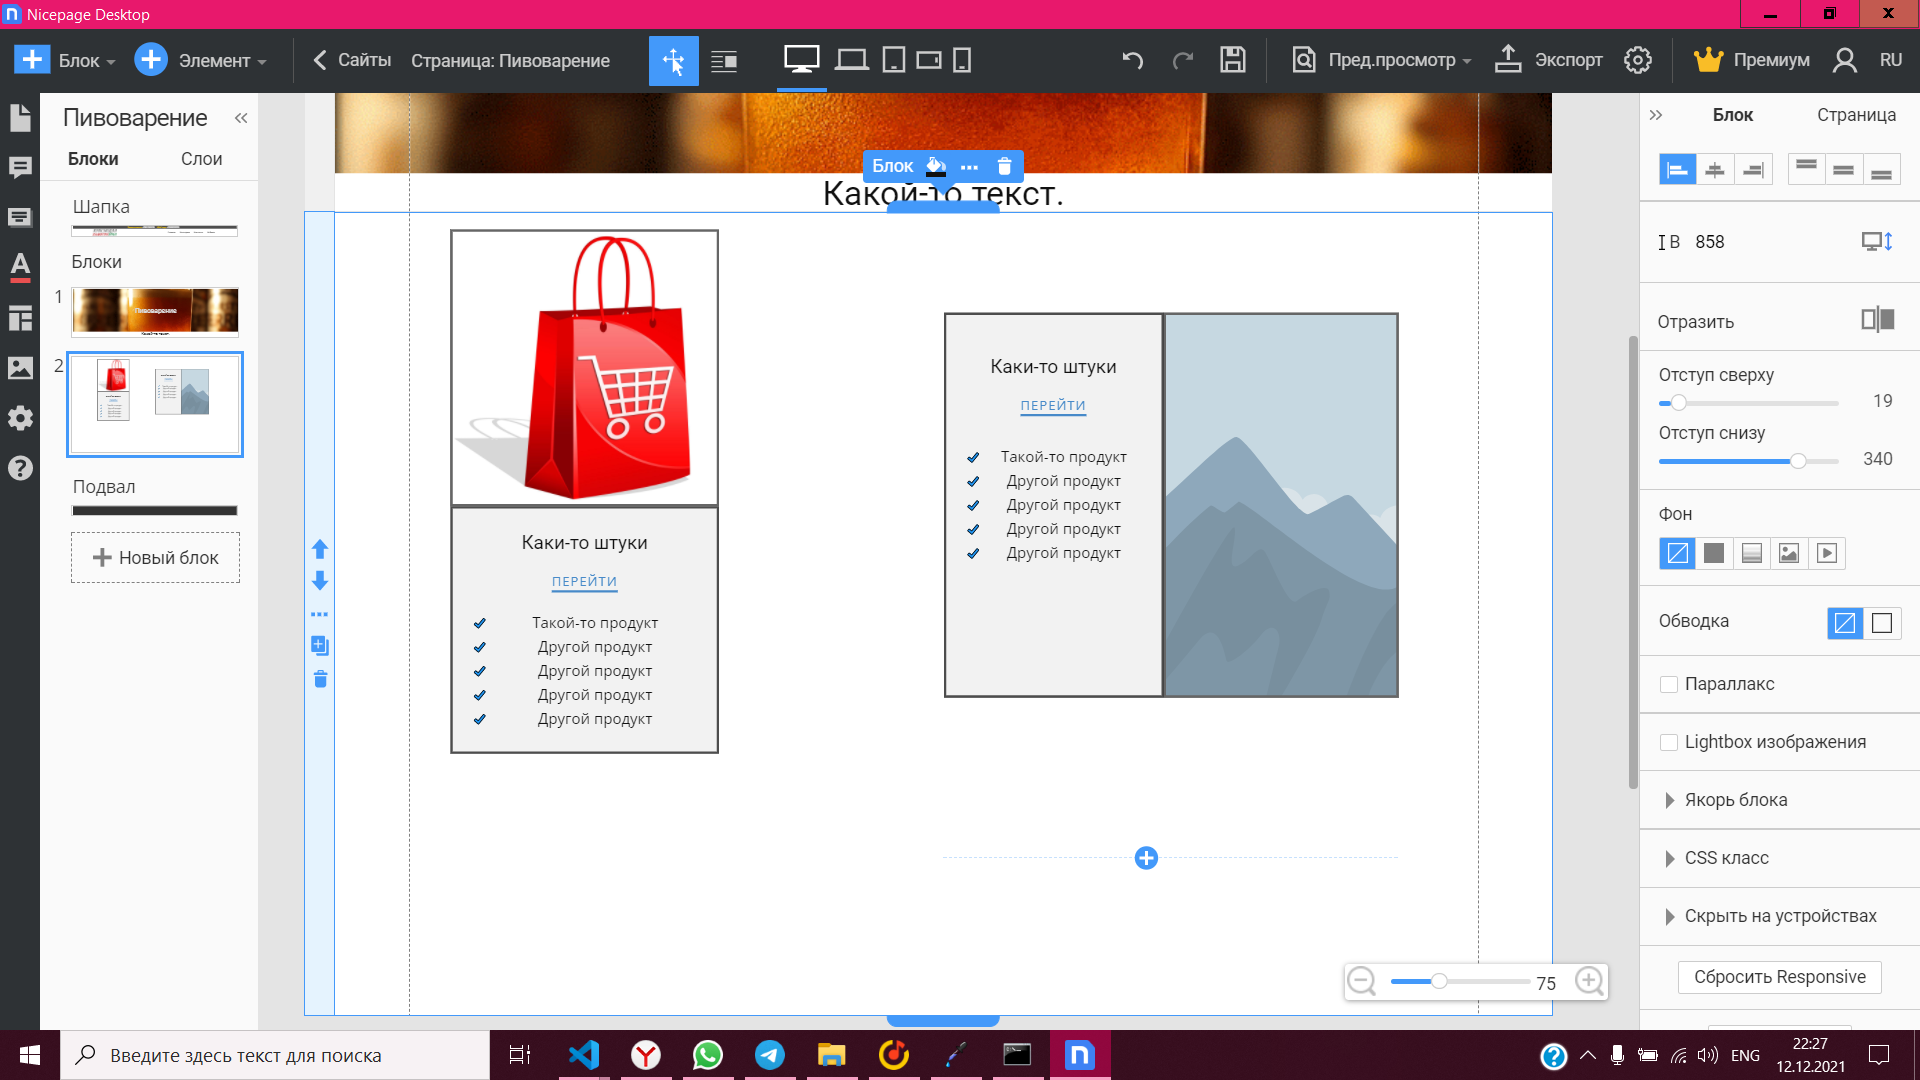 Nicepage Desktop
Блок
Элемент
Сайты
Страница: Пивоварение
Пред.просмотр
Экспорт
Премиум
RU
Пивоварение
Блоки
Слои
Шапка
Блоки
1
Пивоварение
2
Подвал
Новый блок
Блок
Какой-то текст.
Каки-то штуки
ПЕРЕЙТИ
Такой-то продукт
Другой продукт
Другой продукт
Другой продукт
Другой продукт
Каки-то штуки
ПЕРЕЙТИ
Такой-то продукт
Другой продукт
Другой продукт
Другой продукт
Другой продукт
75
Блок
Страница
В 858
Отразить
Отступ сверху
19
Отступ снизу
340
Фон
Обводка
Параллакс
Lightbox изображения
Якорь блока
CSS класс
Скрыть на устройствах
Сбросить Responsive
Введите здесь текст для поиска
ENG
22:27
12.12.2021